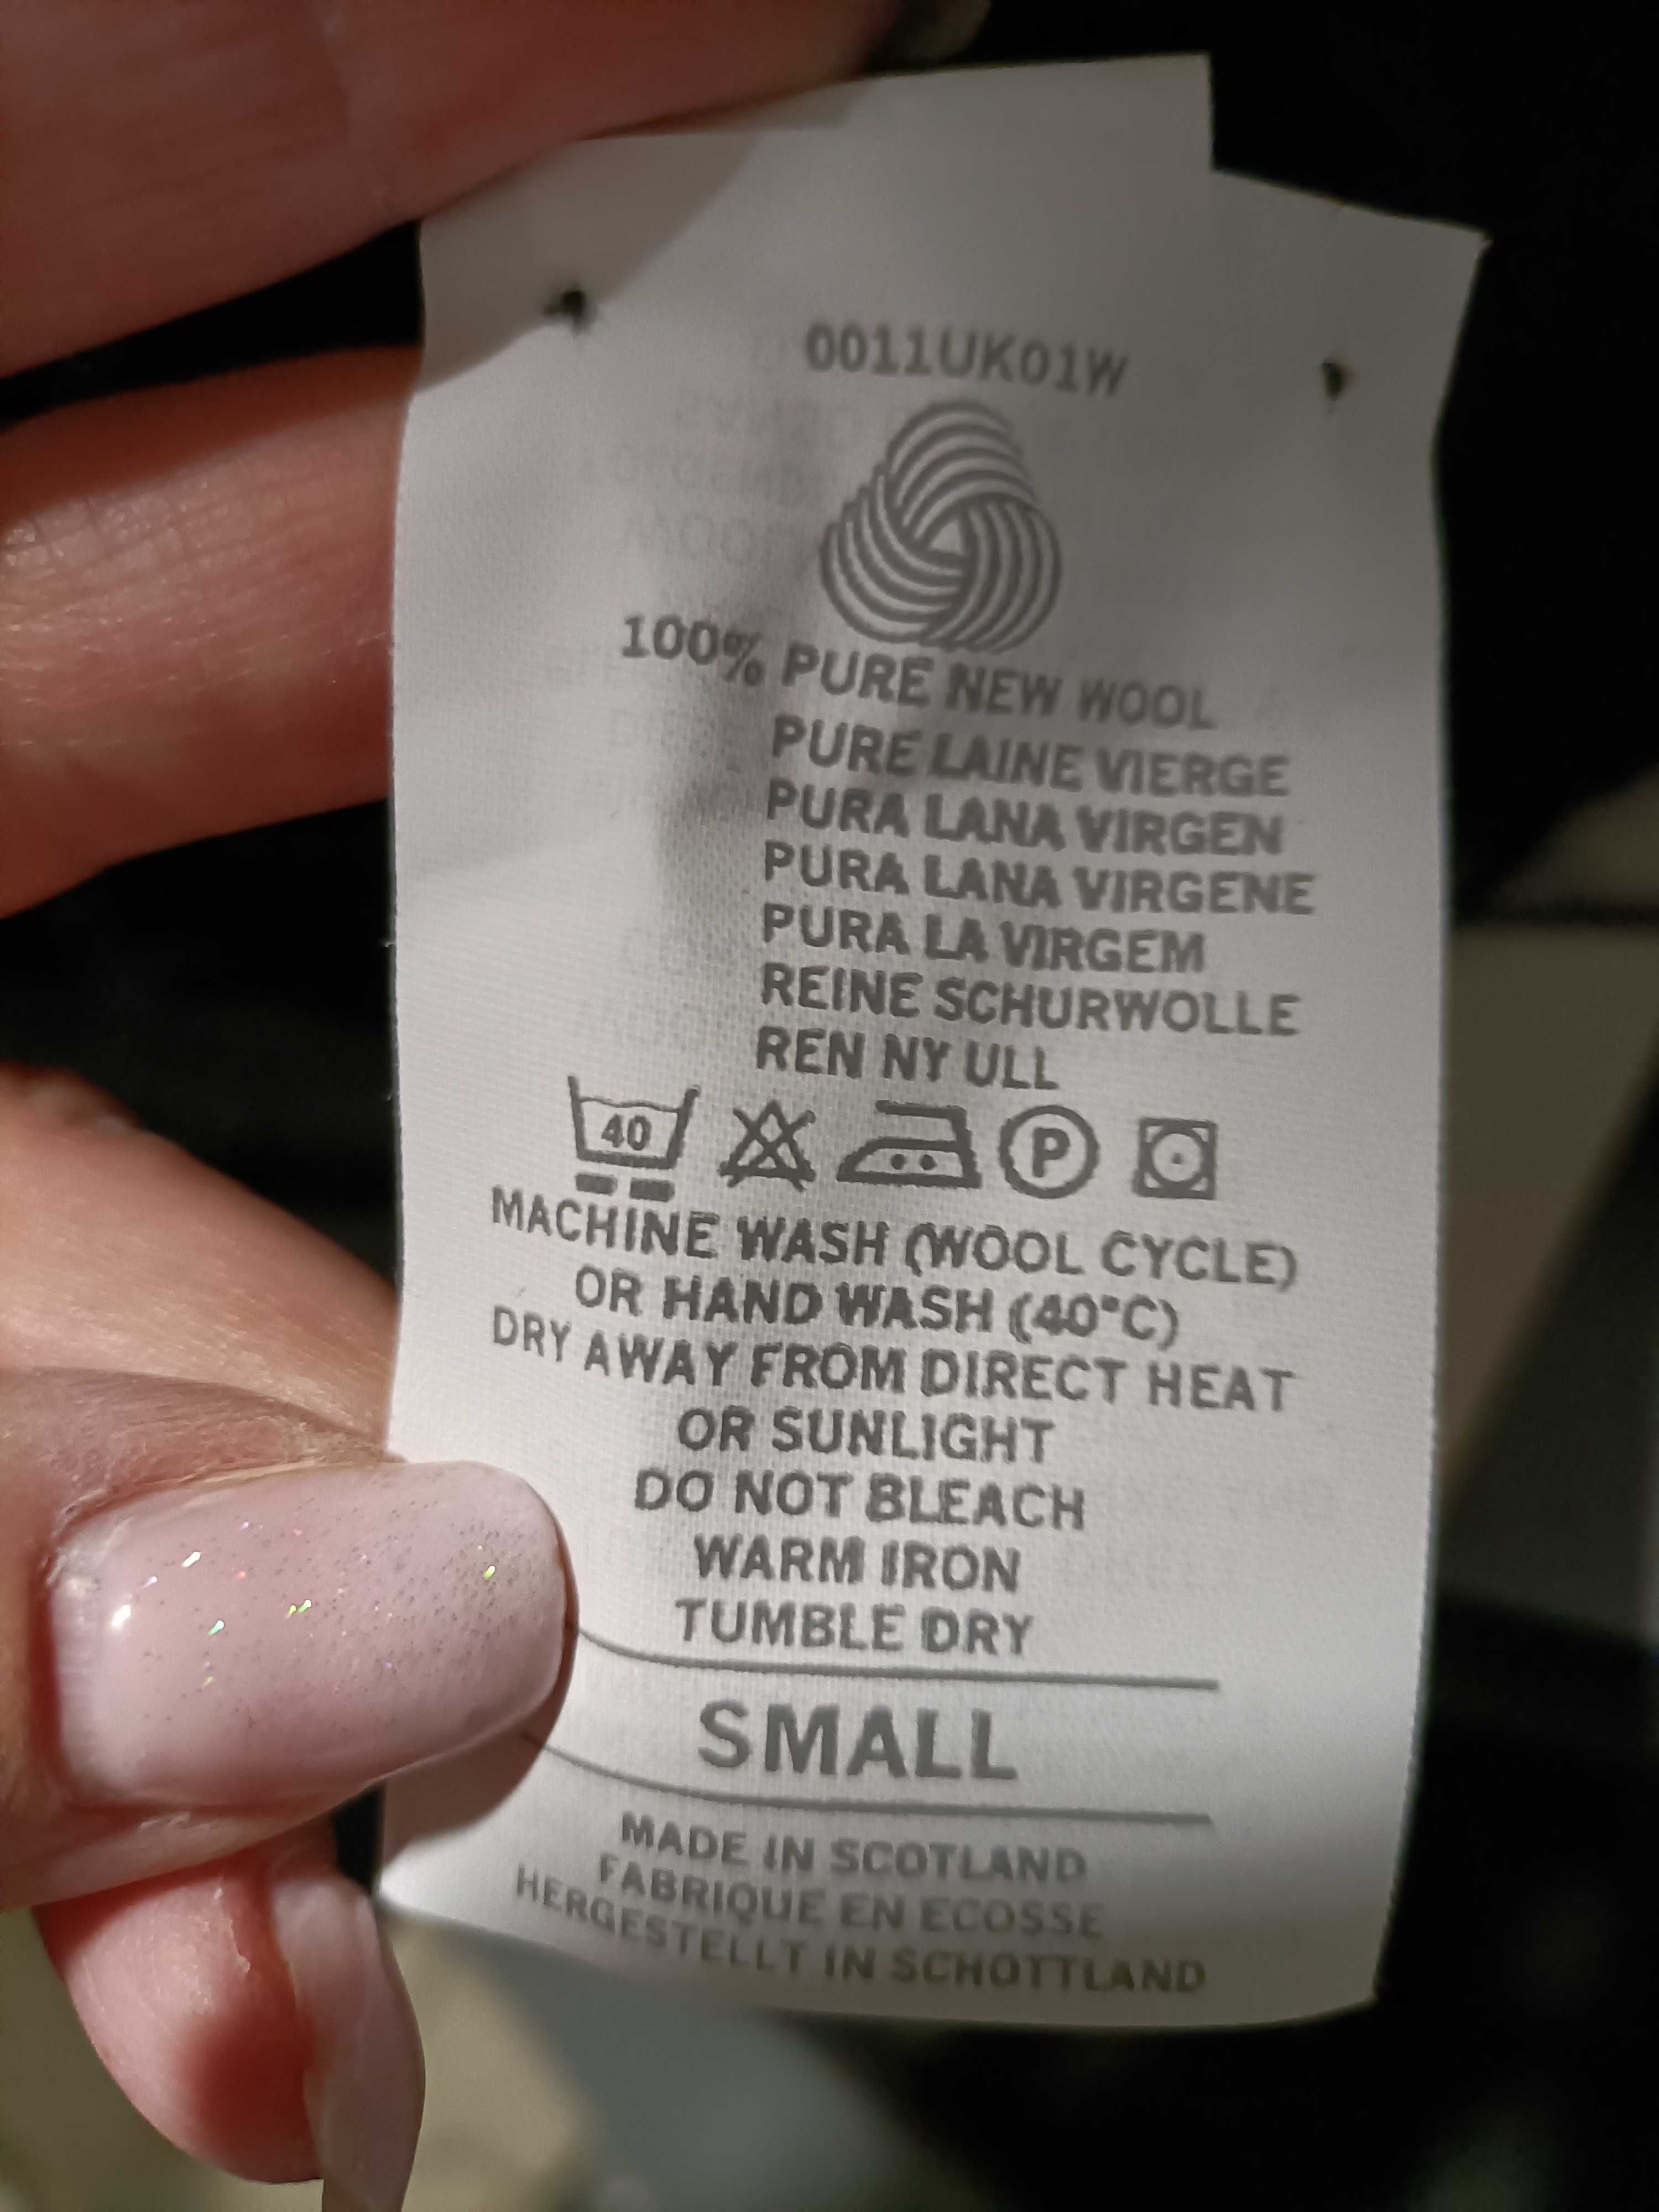 0011UK01W
100% PURE NEW WOOL
PURE LAINE VIERGE
PURA LANA VIRGEN
PURA LANA VIRGENE
PURA LA VIRGEM
REINE SCHURWOLLE
REN NY ULL
40 P
MACHINE WASH (WOOL CYCLE)
OR HAND WASH (40°C)
DRY AWAY FROM DIRECT HEAT
OR SUNLIGHT
DO NOT BLEACH
WARM IRON
TUMBLE DRY
SMALL
MADE IN SCOTLAND
FABRIQUE EN ECOSSE
HERGESTELLT IN SCHOTTLAND